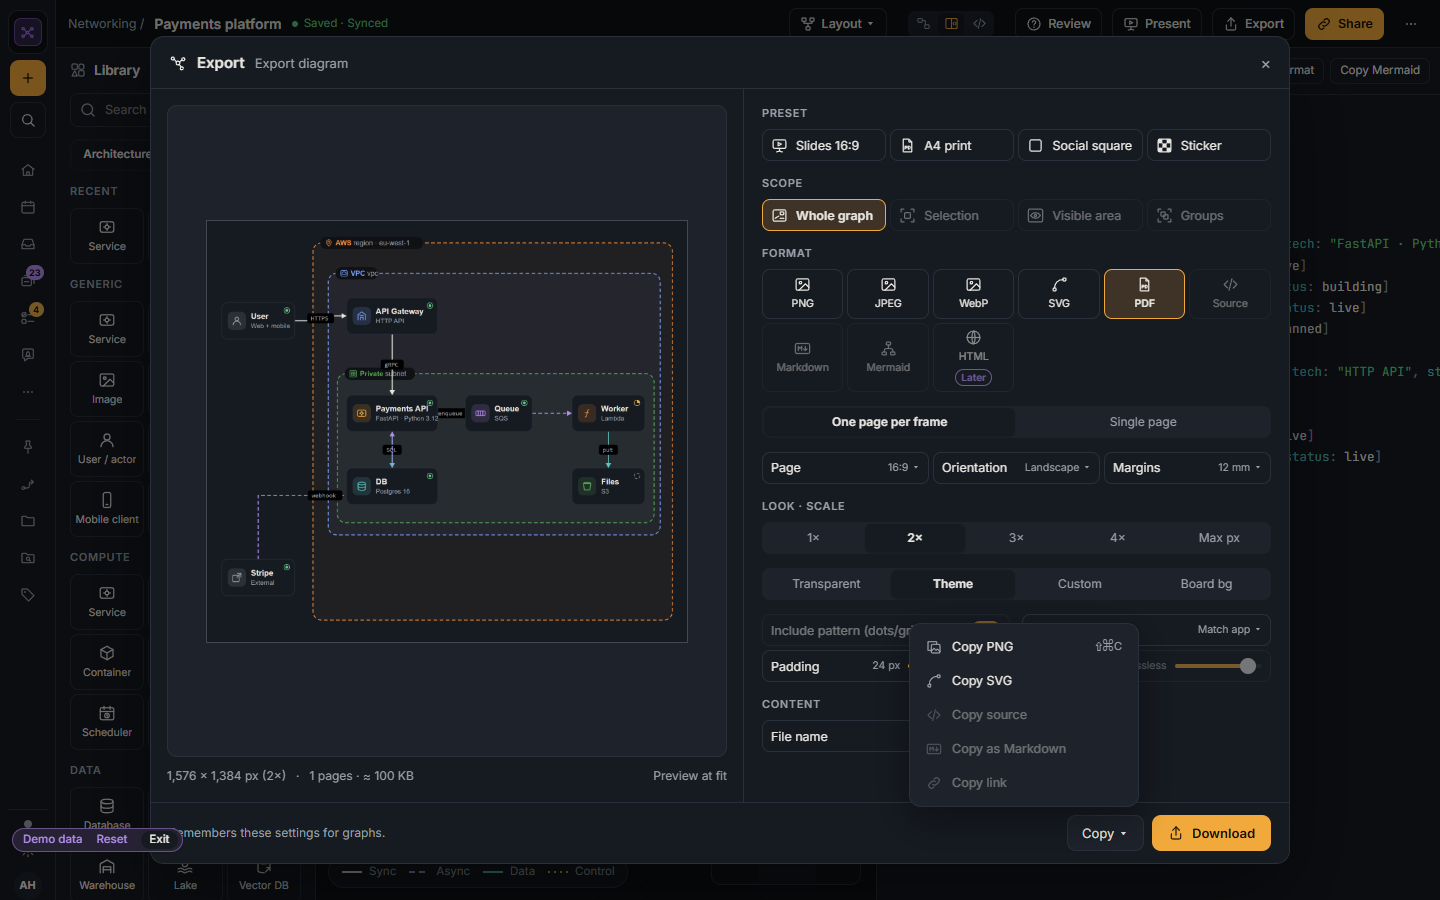 Networking / Payments platform Saved · Synced
Layout
Review
Present
Export
Share
Library
Search
Architecture
RECENT
Service
GENERIC
Service
Image
User / actor
Mobile client
COMPUTE
Service
Container
Scheduler
DATA
Database
Warehouse
Lake
Vector DB
23
4
AH
Demo data Reset Exit
Export Export diagram
AWS region · eu-west-1
VPC vpc
User
Web + mobile
HTTPS
API Gateway
HTTP API
gRPC
Private subnet
Payments API
FastAPI · Python 3.12
enqueue
Queue
SQS
Worker
Lambda
SQL
put
DB
Postgres 16
Files
S3
webhook
Stripe
External
1,576 × 1,384 px (2×) · 1 pages · ≈ 100 KB
Preview at fit
PRESET
Slides 16:9
A4 print
Social square
Sticker
SCOPE
Whole graph
Selection
Visible area
Groups
FORMAT
PNG
JPEG
WebP
SVG
PDF
Source
Markdown
Mermaid
HTML
Later
One page per frame
Single page
Page 16:9
Orientation Landscape
Margins 12 mm
LOOK · SCALE
1×
2×
3×
4×
Max px
Transparent
Theme
Custom
Board bg
Include pattern (dots/gr
Match app
Padding 24 px
ssless
CONTENT
File name
Copy PNG ⇧⌘C
Copy SVG
Copy source
Copy as Markdown
Copy link
emembers these settings for graphs.
Copy
Download
Sync
Async
Data
Control
rmat
Copy Mermaid
tech: "FastAPI · Pyth
ve]
tus: building]
atus: live]
nned]
tech: "HTTP API", st
ive]
status: live]